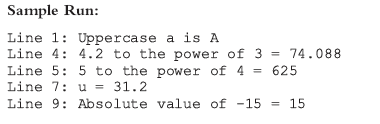 Sample Run:
Line 1: Uppercase a is A
Line 4: 4.2 to the power of 3 = 74.088
Line 5: 5 to the power of 4 = 625
Line 7: u = 31.2
Line 9: Absolute value of -15 = 15